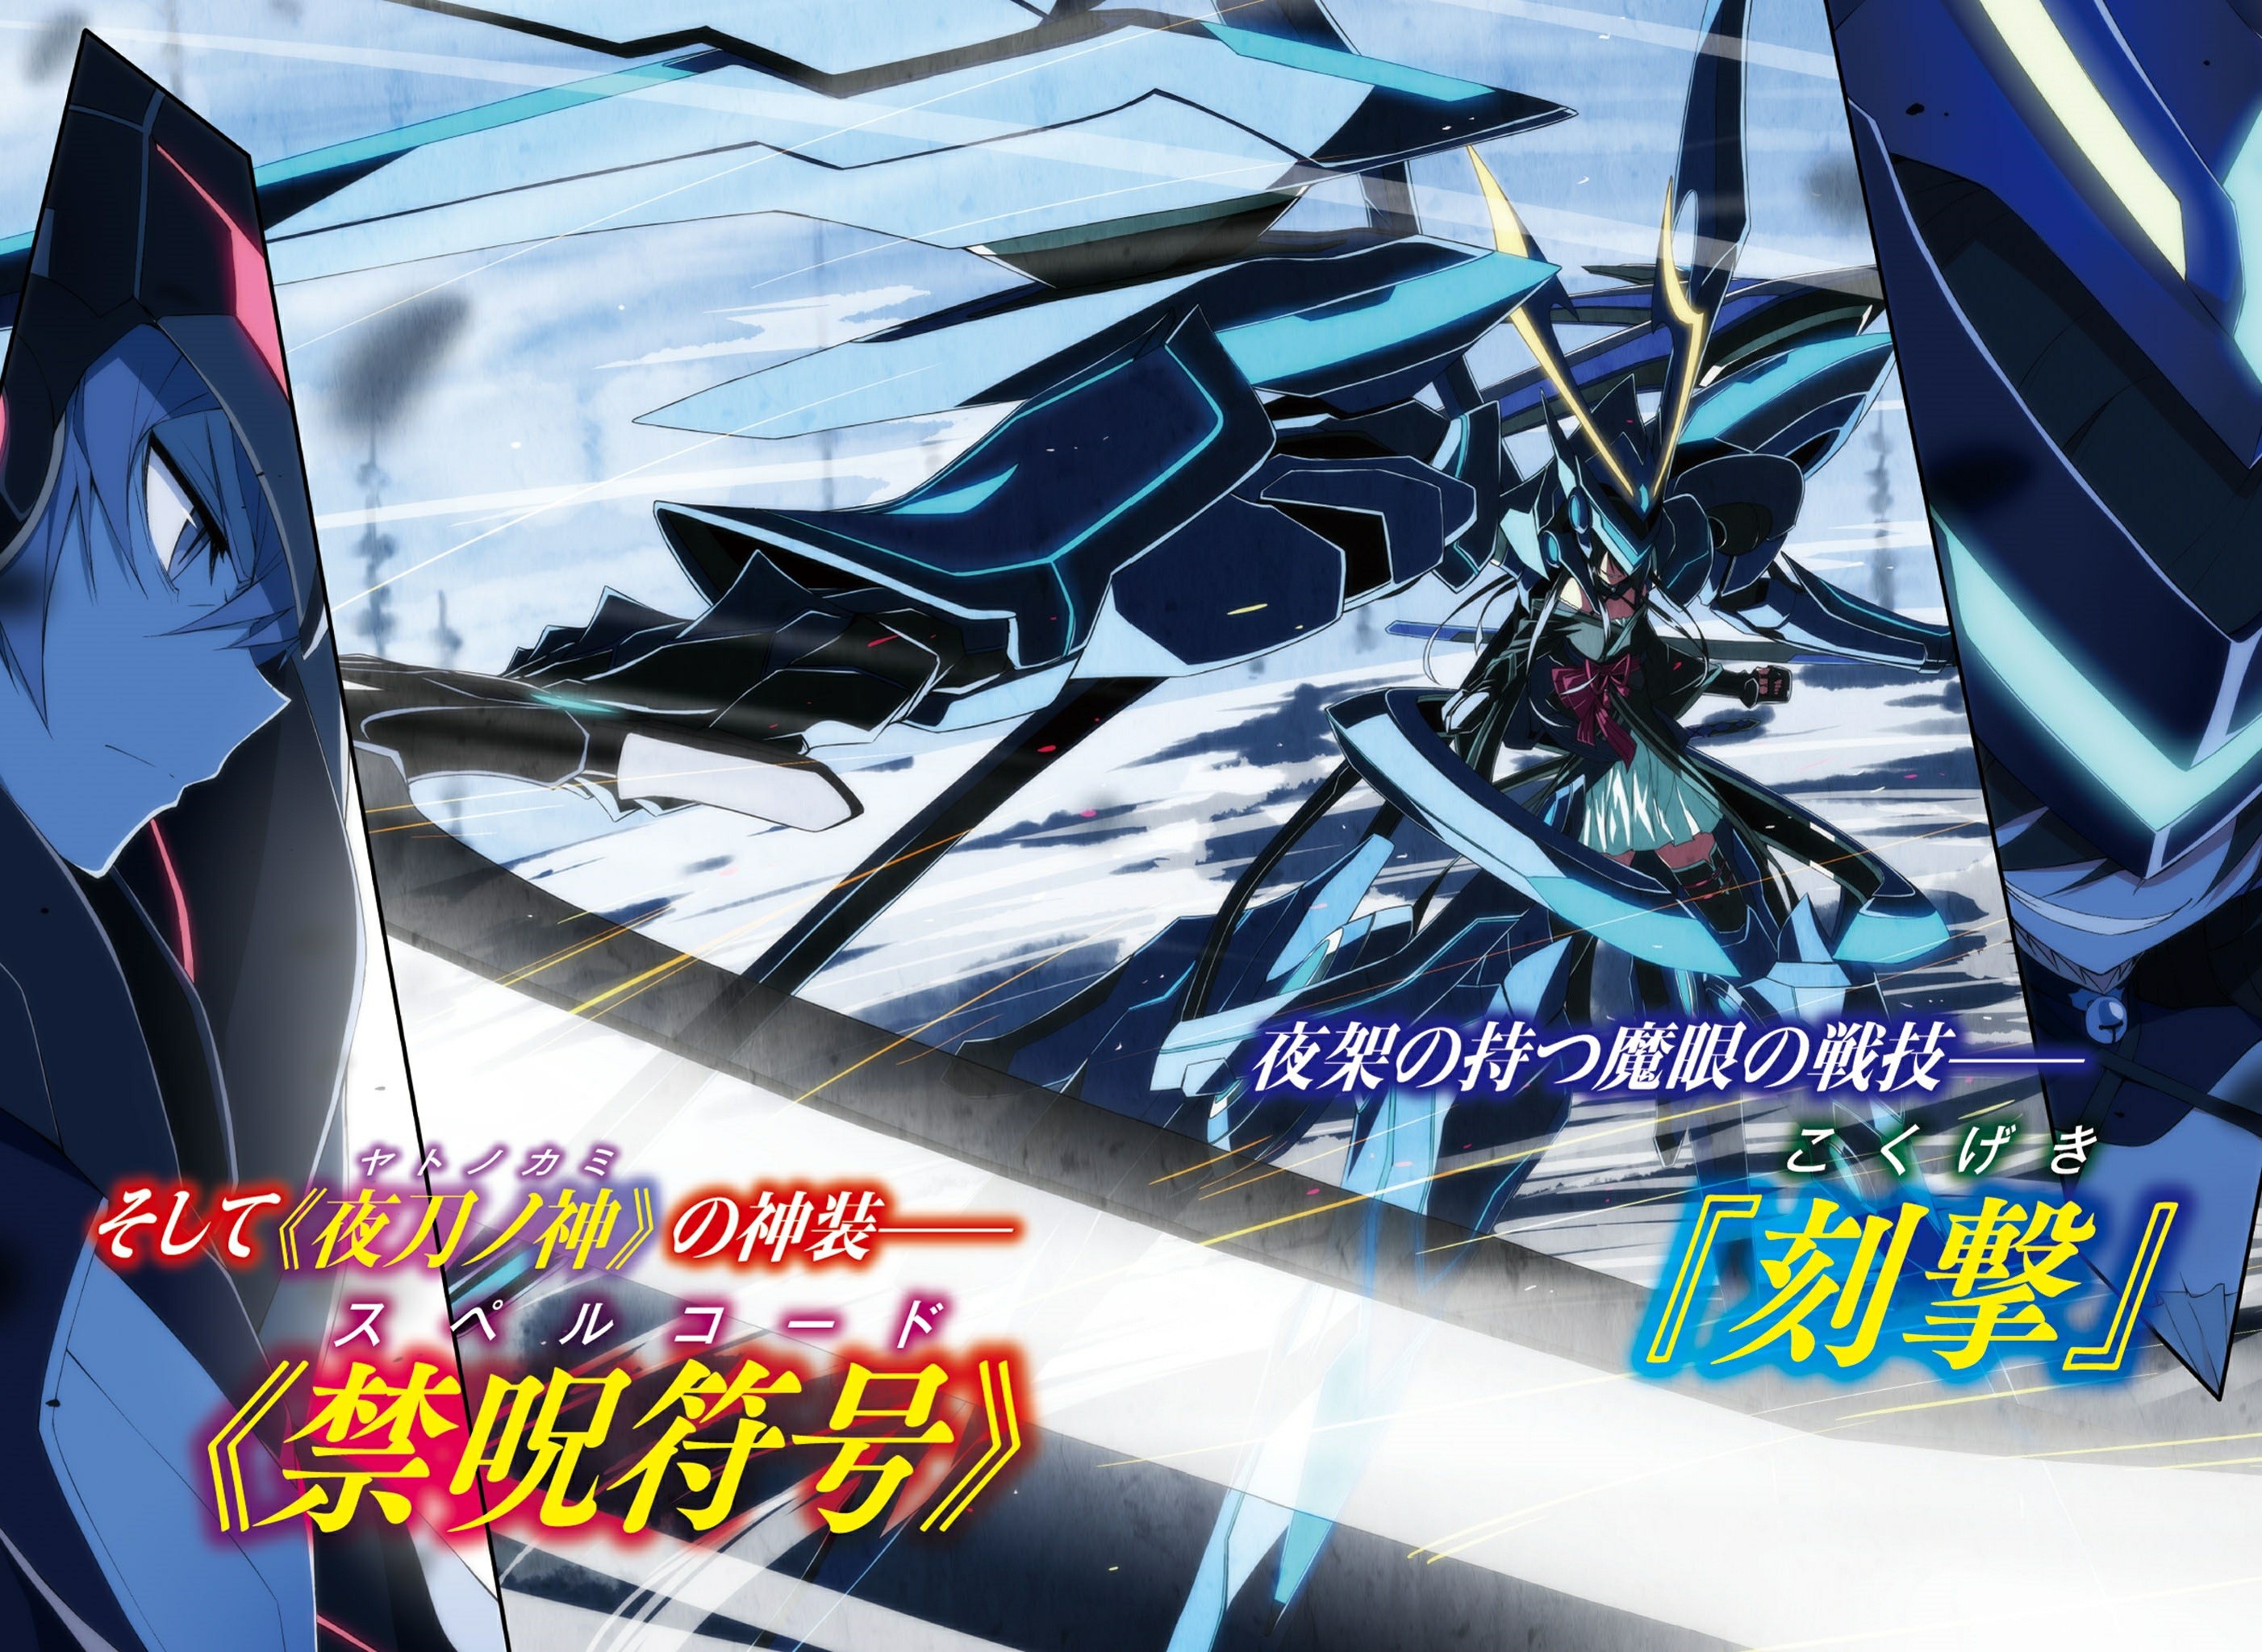 夜架の持つ魔眼の戦技――
こくげき
『刻撃』
ヤトノカミ
そして《夜刀ノ神》の神装――
スペルコード
《禁呪符号》